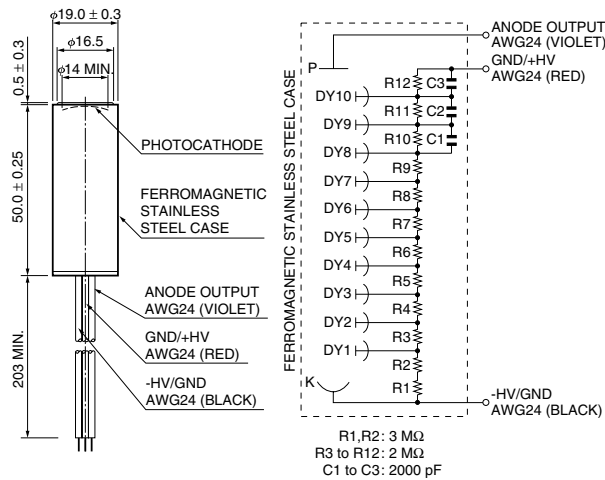 φ19.0 ± 0.3
φ16.5
φ14 MIN.
0.5 ± 0.3
PHOTOCATHODE
50.0 ± 0.25
FERROMAGNETIC
STAINLESS
STEEL CASE
ANODE OUTPUT
AWG24 (VIOLET)
203 MIN.
GND/+HV
AWG24 (RED)
-HV/GND
AWG24 (BLACK)
FERROMAGNETIC STAINLESS STEEL CASE
ANODE OUTPUT
AWG24 (VIOLET)
P
GND/+HV
AWG24 (RED)
R12 C3
DY10
R11 C2
DY9
R10 C1
DY8
R9
DY7
R8
DY6
R7
DY5
R6
DY4
R5
DY3
R4
DY2
R3
DY1
R2
K
R1
-HV/GND
AWG24 (BLACK)
R1,R2: 3 MΩ
R3 to R12: 2 MΩ
C1 to C3: 2000 pF